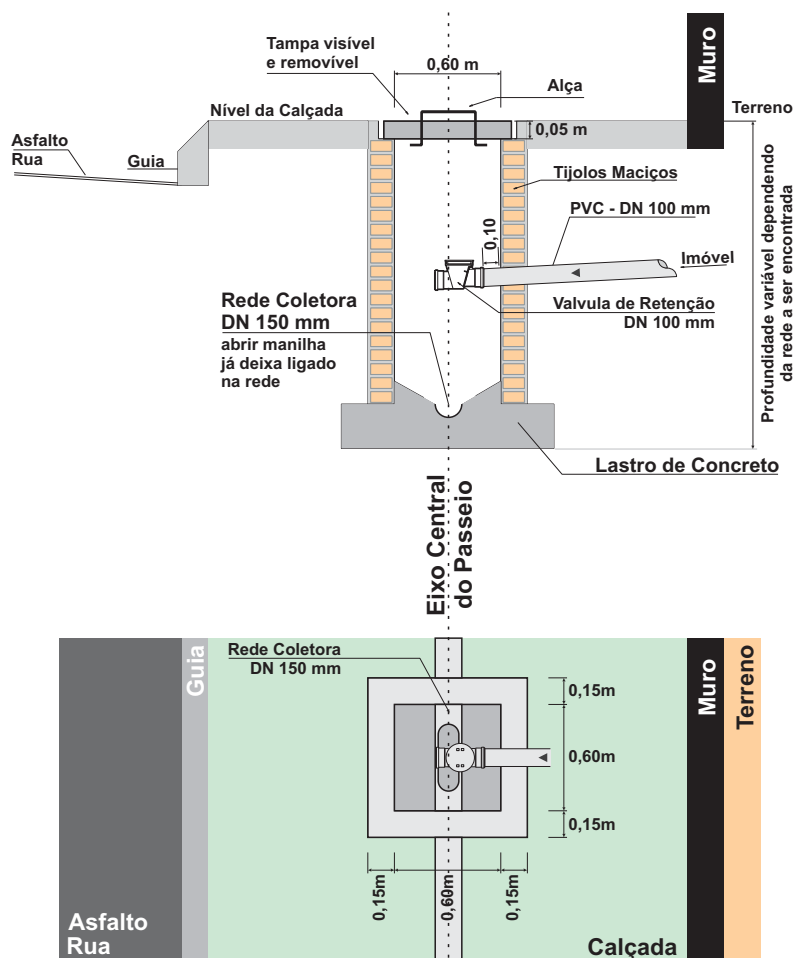 Tampa visível
e removível
0,60 m
Alça
Muro
Nível da Calçada
Terreno
0,05 m
Asfalto
Rua
Guia
Tijolos Maciços
PVC - DN 100 mm
0,10
Imóvel
Rede Coletora
DN 150 mm
abrir manilha
já deixa ligado
na rede
Valvula de Retenção
DN 100 mm
Profundidade variável dependendo
da rede a ser encontrada
Lastro de Concreto
Eixo Central
do Passeio
Guia
Rede Coletora
DN 150 mm
Muro
Terreno
0,15m
0,60m
0,15m
0,15m
0,60m
0,15m
Asfalto
Rua
Calçada